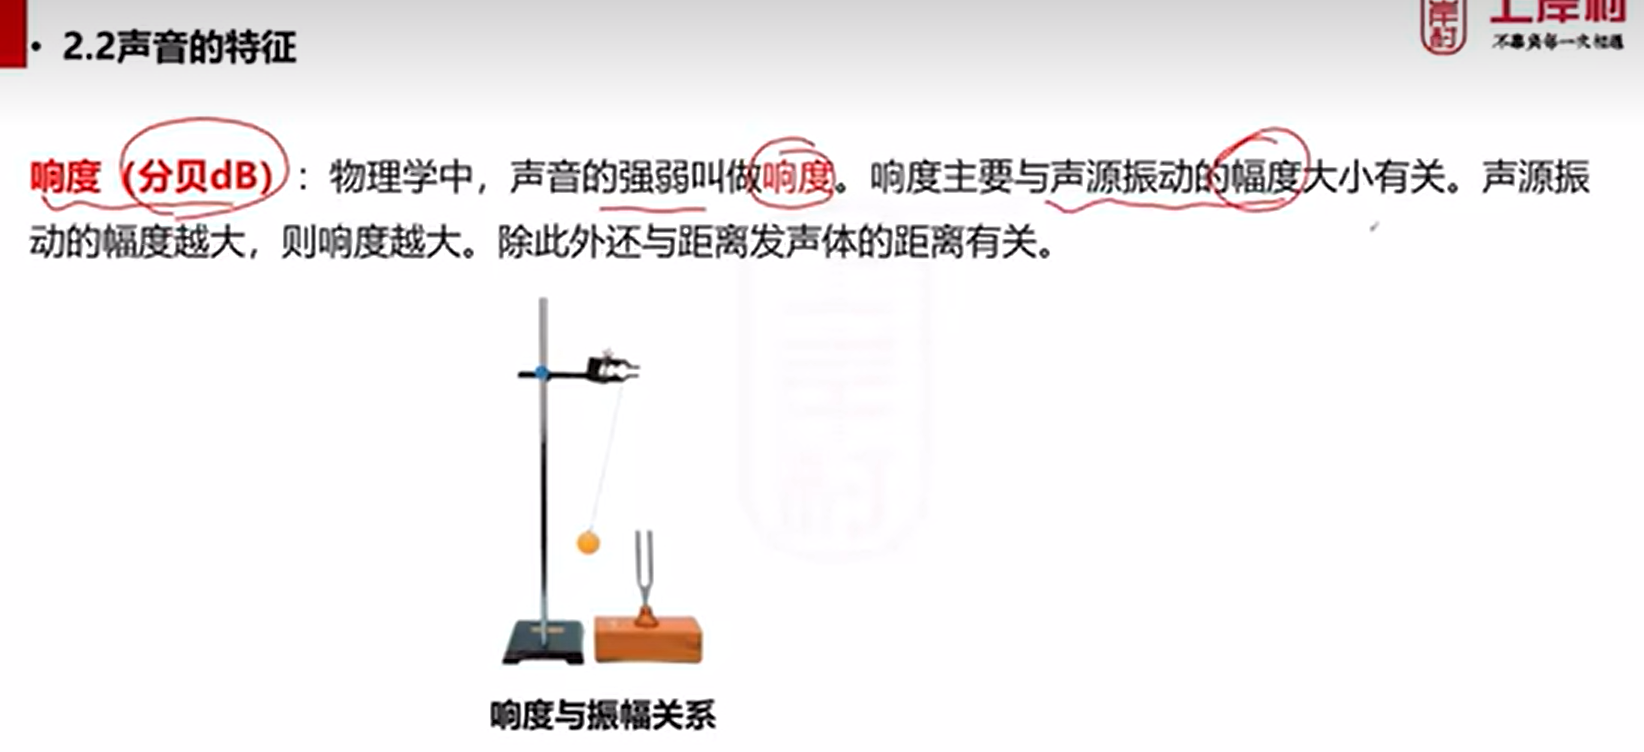 • 2.2声音的特征
上岸村
不辜负每一次相遇
响度（分贝dB）：物理学中，声音的强弱叫做响度。响度主要与声源振动的幅度大小有关。声源振
动的幅度越大，则响度越大。除此外还与距离发声体的距离有关。
响度与振幅关系